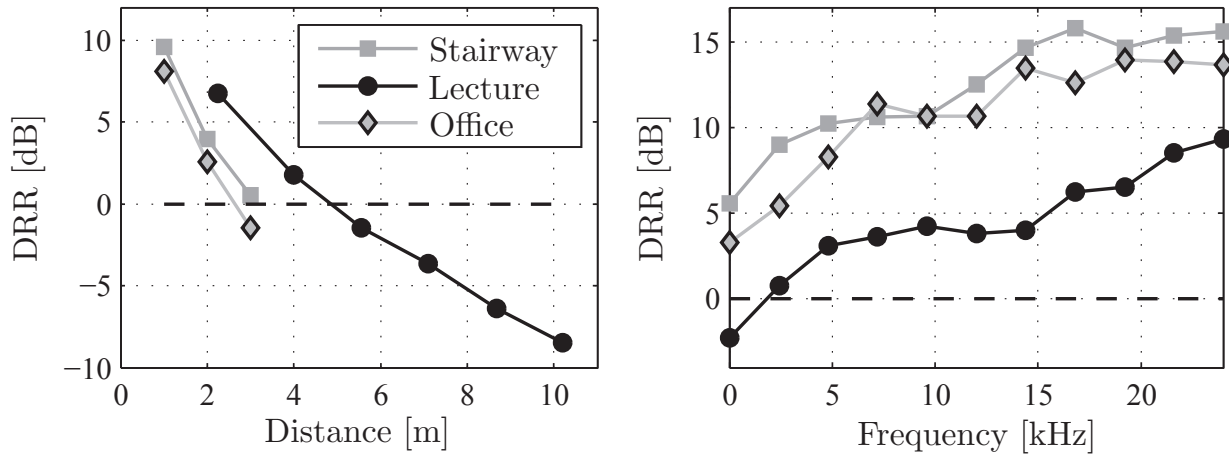 DRR [dB]
10
5
0
−5
−10
Stairway
Lecture
Office
0 2 4 6 8 10
Distance [m]
DRR [dB]
15
10
5
0
0 5 10 15 20
Frequency [kHz]